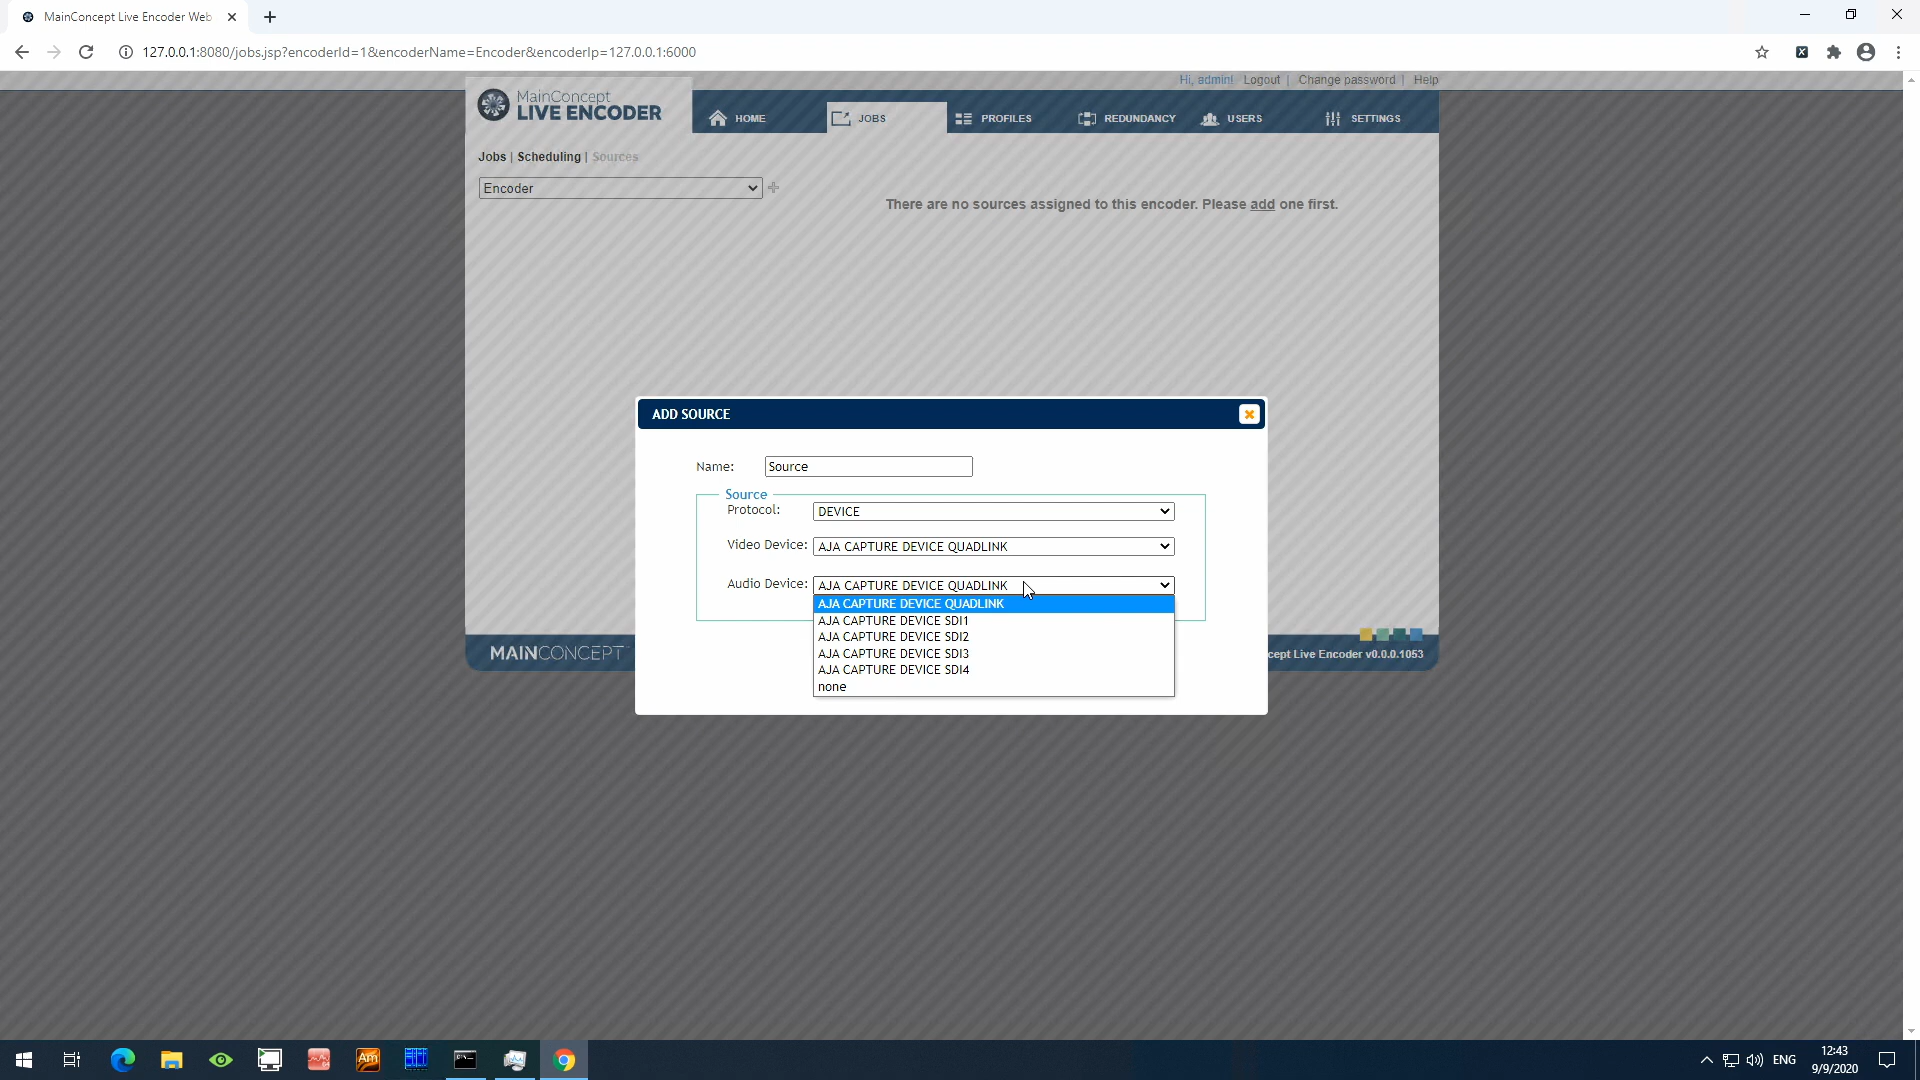 MainConcept Live Encoder Web
127.0.0.1:8080/jobs.jsp?encoderId=1&encoderName=Encoder&encoderIp=127.0.0.1:6000
Hi, admin! Logout | Change password | Help
MainConcept
LIVE ENCODER
HOME
JOBS
PROFILES
REDUNDANCY
USERS
SETTINGS
Jobs | Scheduling | Sources
Encoder
There are no sources assigned to this encoder. Please add one first.
ADD SOURCE
Name: Source
Source
Protocol: DEVICE
Video Device: AJA CAPTURE DEVICE QUADLINK
Audio Device: AJA CAPTURE DEVICE QUADLINK
AJA CAPTURE DEVICE QUADLINK
AJA CAPTURE DEVICE SDI1
AJA CAPTURE DEVICE SDI2
AJA CAPTURE DEVICE SDI3
AJA CAPTURE DEVICE SDI4
none
MAINCONCEPT
cept Live Encoder v0.0.0.1053
Am
ENG
12:43
9/9/2020